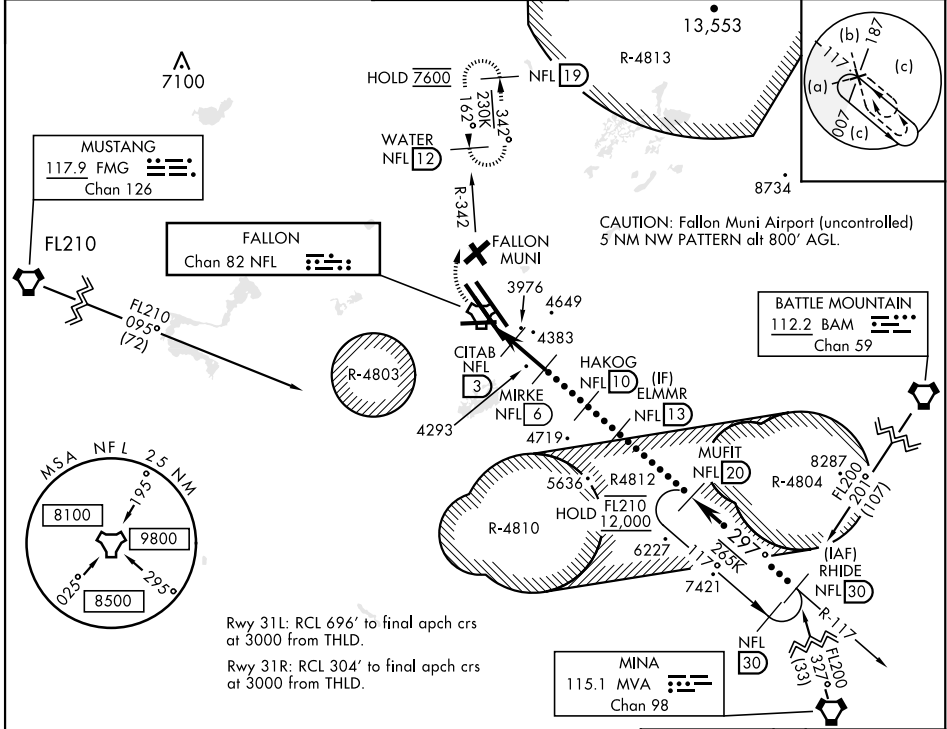 13,553
R-4813
7100
HOLD 7600
NFL 19
342°
230K
162°
WATER
NFL 12
R-342
(b)
187
117
(a)
(c)
007
(c)
8734
MUSTANG
117.9 FMG
Chan 126
FL210
FL210
095°
(72)
FALLON
Chan 82 NFL
FALLON
MUNI
CAUTION: Fallon Muni Airport (uncontrolled)
5 NM NW PATTERN alt 800' AGL.
3976
4649
4383
CITAB
NFL
3
4293
MIRKE
NFL 6
HAKOG
NFL 10
(IF)
ELMMR
NFL 13
4719
BATTLE MOUNTAIN
112.2 BAM
Chan 59
FL200
201°
(107)
R-4803
MUFIT
NFL 20
8287
R-4804
5636
R4812
HOLD FL210
12,000
R-4810
6227
297°
265K
117°
7421
(IAF)
RHIDE
NFL 30
R-117
NFL
30
FL200
327°
(33)
MSA NFL 25 NM
195°
8100
9800
025°
8500
295°
Rwy 31L: RCL 696' to final apch crs
at 3000 from THLD.
Rwy 31R: RCL 304' to final apch crs
at 3000 from THLD.
MINA
115.1 MVA
Chan 98